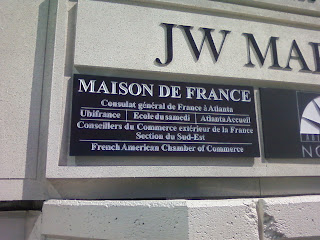 JW MAR
MAISON DE FRANCE
Consulat général de France à Atlanta
Ubifrance Ecole du samedi Atlanta Accueil
Conseillers du Commerce extérieur de la France
Section du Sud-Est
French American Chamber of Commerce
NO